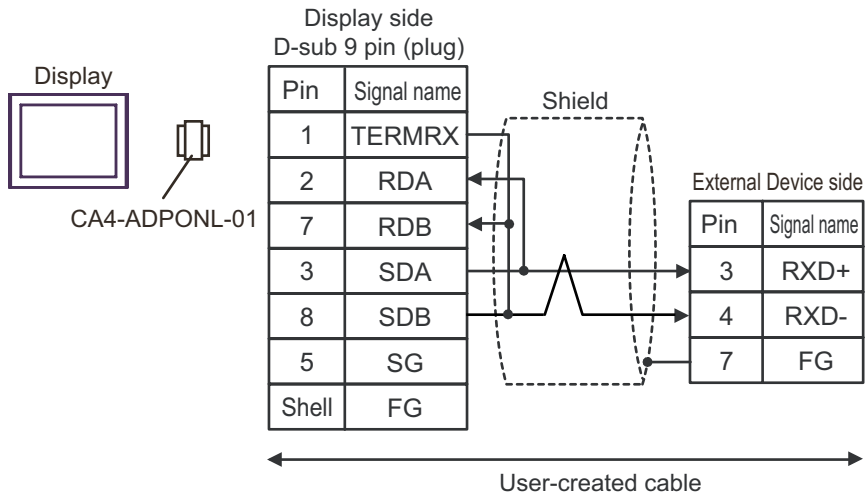 Display side
D-sub 9 pin (plug)
Display
CA4-ADPONL-01
Pin Signal name
1 TERMRX
2 RDA
7 RDB
3 SDA
8 SDB
5 SG
Shell FG
Shield
External Device side
Pin Signal name
3 RXD+
4 RXD-
7 FG
User-created cable